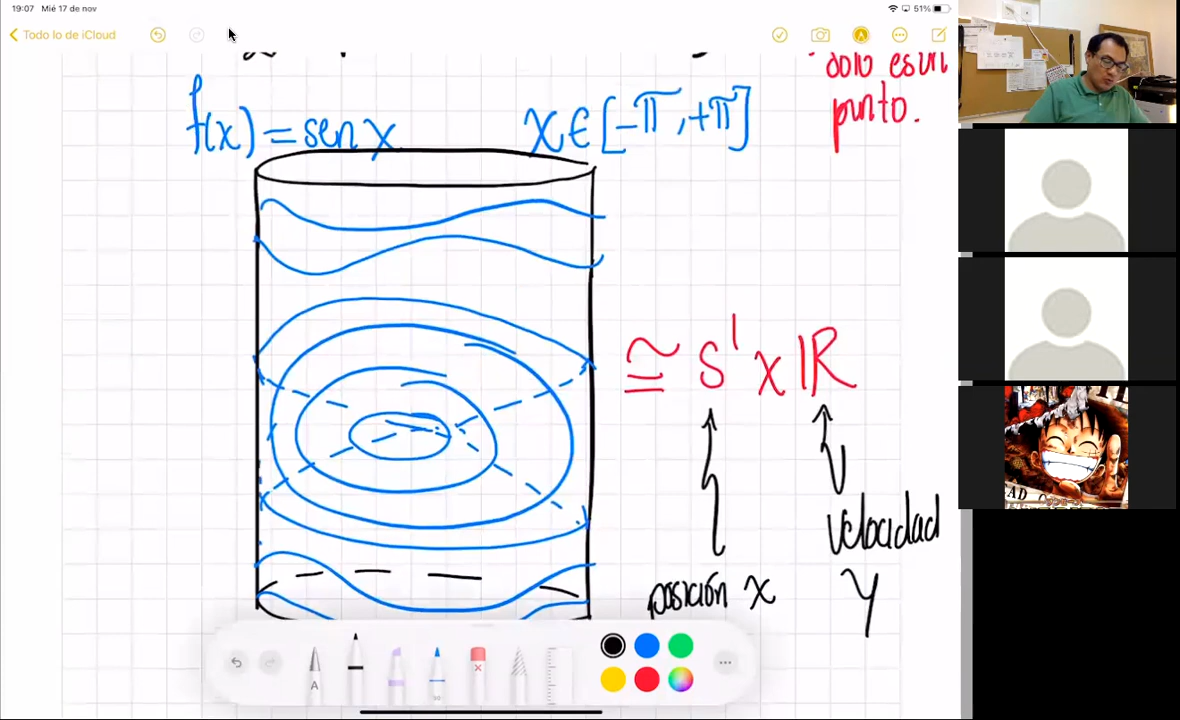 19:07 Mié 17 de nov
51%
Todo lo de iCloud
solo es un
punto.
f(x) = sen x
x ∈ [-π, +π]
≅ S¹ x ℝ
velocidad
posición x
y
A
AD